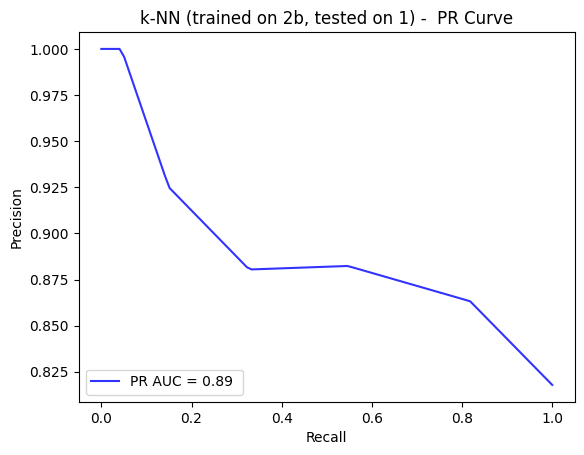 k-NN (trained on 2b, tested on 1) -  PR Curve
1.000
0.975
0.950
0.925
0.900
0.875
0.850
0.825
Precision
PR AUC = 0.89
0.0 0.2 0.4 0.6 0.8 1.0
Recall